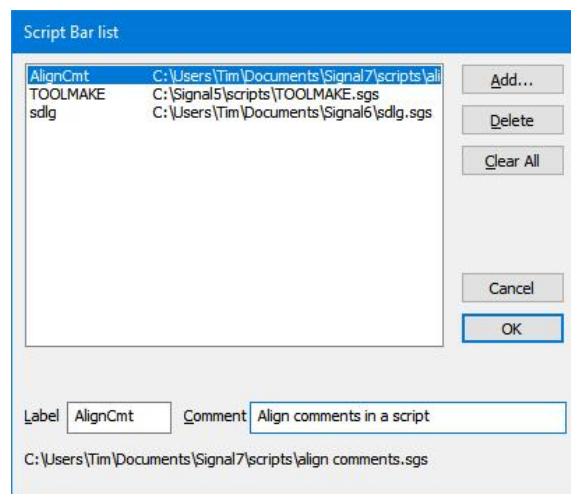 Script Bar list
AlignCmt C:\Users\Tim\Documents\Signal7\scripts\ali
TOOLMAKE C:\Signal5\scripts\TOOLMAKE.sgs
sdlg C:\Users\Tim\Documents\Signal6\sdlg.sgs
Add...
Delete
Clear All
Cancel
OK
Label AlignCmt Comment Align comments in a script
C:\Users\Tim\Documents\Signal7\scripts\align comments.sgs